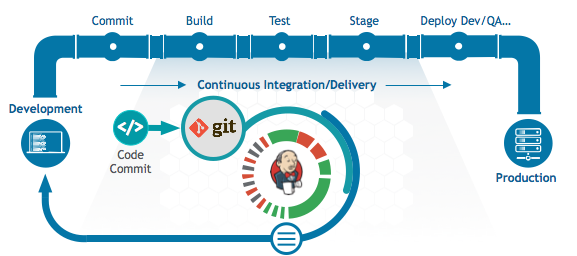 Commit
Build
Test
Stage
Deploy Dev/QA...
Continuous Integration/Delivery
Development
</>
git
Code
Commit
Production